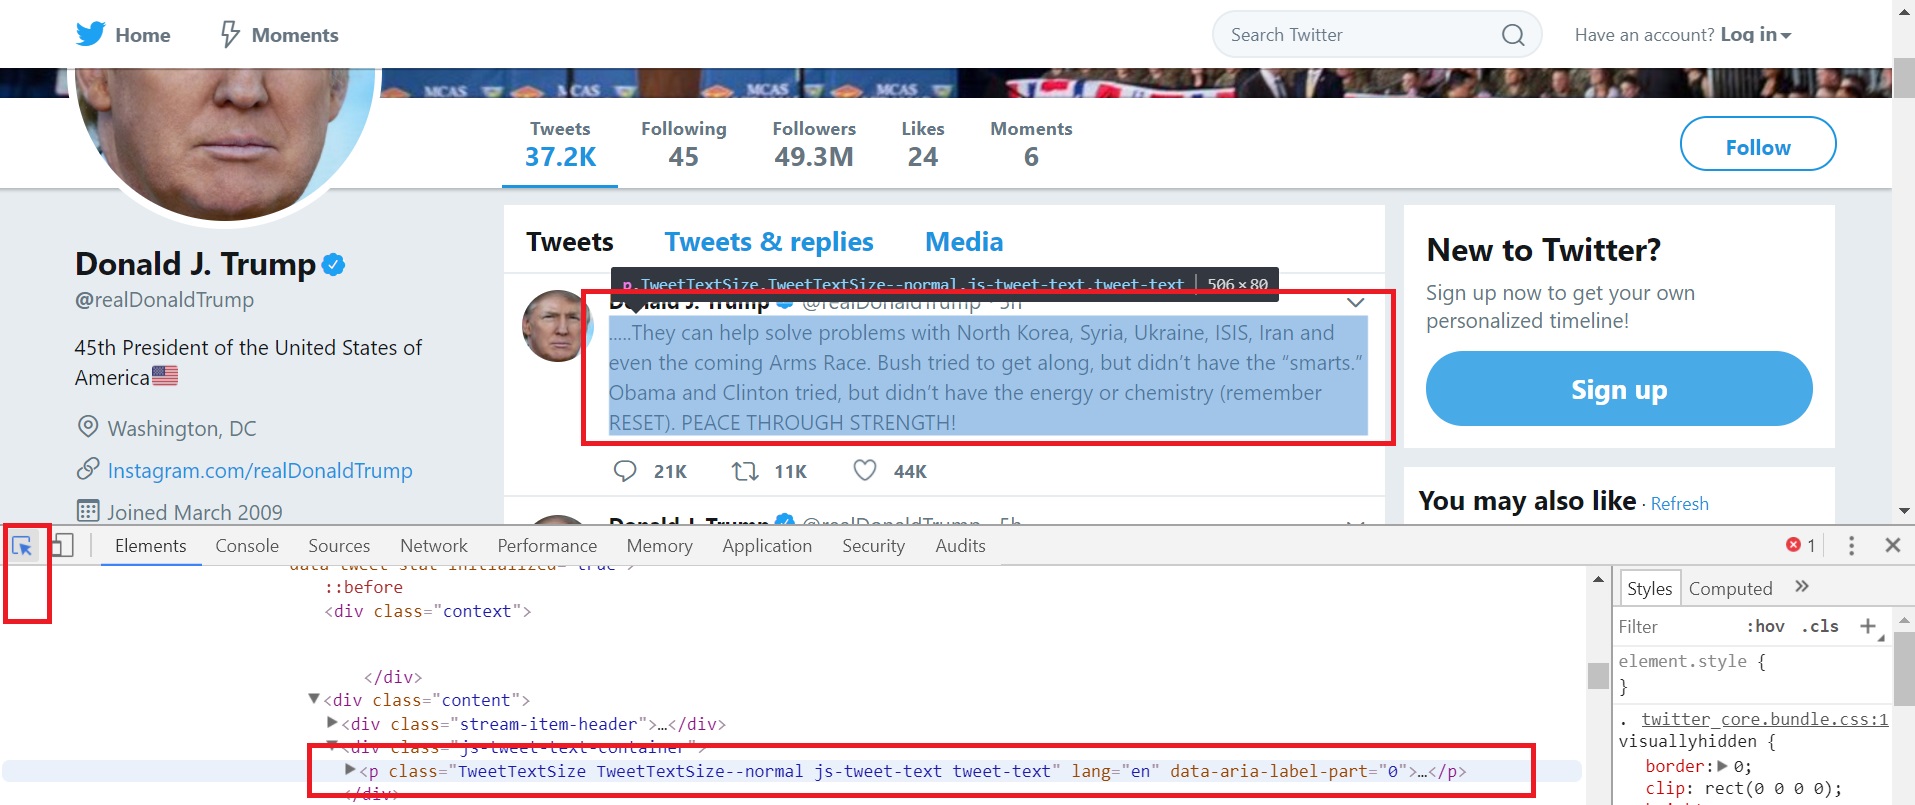 Home
Moments
Search Twitter
Have an account? Log in
MCAS
MCAS
MCAS
MCAS
Tweets
37.2K
Following
45
Followers
49.3M
Likes
24
Moments
6
Follow
Donald J. Trump
@realDonaldTrump
45th President of the United States of
America
Washington, DC
Instagram.com/realDonaldTrump
Joined March 2009
Tweets
Tweets & replies
Media
p.TweetTextSize.TweetTextSize--normal.js-tweet-text.tweet-text | 506 × 80
Donald J. Trump @realDonaldTrump · 5h
.....They can help solve problems with North Korea, Syria, Ukraine, ISIS, Iran and
even the coming Arms Race. Bush tried to get along, but didn’t have the “smarts.”
Obama and Clinton tried, but didn’t have the energy or chemistry (remember
RESET). PEACE THROUGH STRENGTH!
21K
11K
44K
Donald J. Trump @realDonaldTrump · 5h
New to Twitter?
Sign up now to get your own
personalized timeline!
Sign up
You may also like · Refresh
Elements
Console
Sources
Network
Performance
Memory
Application
Security
Audits
1
data-tweet-stat-initialized="true">
::before
<div class="context">
</div>
<div class="content">
<div class="stream-item-header">…</div>
<div class="js-tweet-text-container">
<p class="TweetTextSize TweetTextSize--normal js-tweet-text tweet-text" lang="en" data-aria-label-part="0">…</p>
</div>
Styles
Computed
Filter
:hov
.cls
element.style {
}
. twitter_core.bundle.css:1
visuallyhidden {
border: 0;
clip: rect(0 0 0 0);